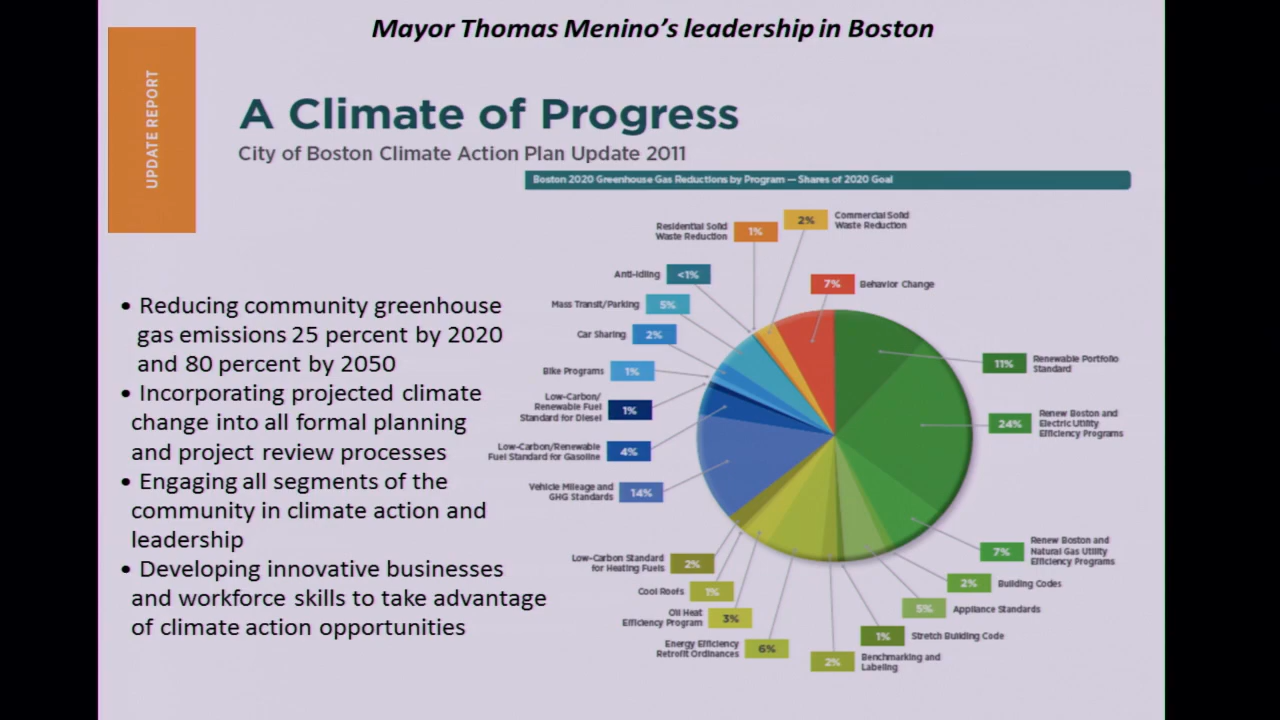 Mayor Thomas Menino's leadership in Boston
UPDATE REPORT
A Climate of Progress
City of Boston Climate Action Plan Update 2011
Boston 2020 Greenhouse Gas Reductions by Program — Shares of 2020 Goal
• Reducing community greenhouse
gas emissions 25 percent by 2020
and 80 percent by 2050
• Incorporating projected climate
change into all formal planning
and project review processes
• Engaging all segments of the
community in climate action and
leadership
• Developing innovative businesses
and workforce skills to take advantage
of climate action opportunities
Residential Solid
Waste Reduction
1%
2%
Commercial Solid
Waste Reduction
Anti-Idling
<1%
7%
Behavior Change
Mass Transit/Parking
5%
Car Sharing
2%
Bike Programs
1%
Low-Carbon/
Renewable Fuel
Standard for Diesel
1%
Low-Carbon/Renewable
Fuel Standard for Gasoline
4%
Vehicle Mileage and
GHG Standards
14%
11%
Renewable Portfolio
Standard
24%
Renew Boston and
Electric Utility
Efficiency Programs
7%
Renew Boston and
Natural Gas Utility
Efficiency Programs
2%
Building Codes
5%
Appliance Standards
1%
Stretch Building Code
2%
Benchmarking and
Labeling
Low-Carbon Standard
for Heating Fuels
2%
Cool Roofs
1%
Oil Heat
Efficiency Program
3%
Energy Efficiency
Retrofit Ordinances
6%